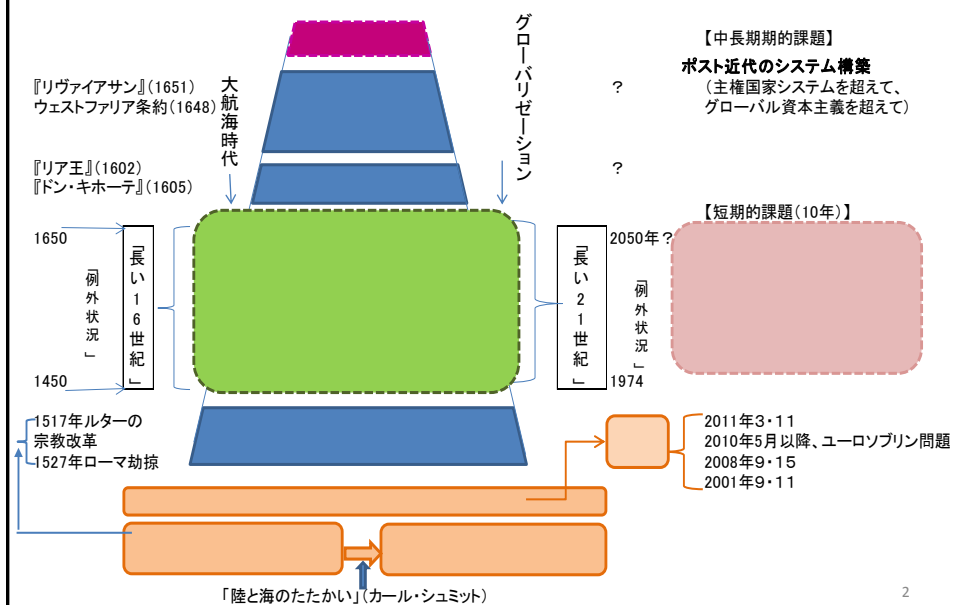 グローバリゼーション
【中長期期的課題】
ポスト近代のシステム構築
(主権国家システムを超えて、
グローバル資本主義を超えて)
『リヴァイアサン』(1651)
ウェストファリア条約(1648)
大航海時代
?
『リア王』(1602)
『ドン・キホーテ』(1605)
?
【短期的課題(10年)】
1650
「例外状況」
『長い16世紀」
1450
2050年?
『長い21世紀」
「例外状況」
1974
1517年ルターの
宗教改革
1527年ローマ劫掠
2011年3・11
2010年5月以降、ユーロソブリン問題
2008年9・15
2001年9・11
「陸と海のたたかい」(カール・シュミット)
2